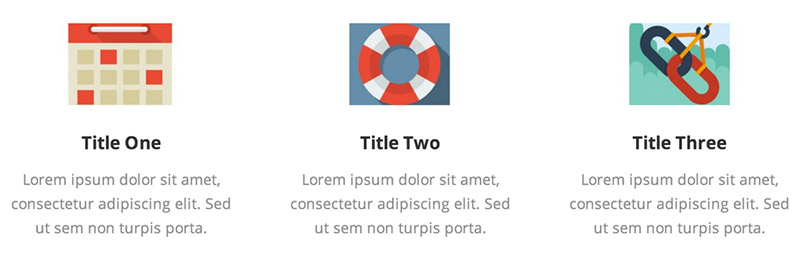 Title One
Lorem ipsum dolor sit amet,
consectetur adipiscing elit. Sed
ut sem non turpis porta.
Title Two
Lorem ipsum dolor sit amet,
consectetur adipiscing elit. Sed
ut sem non turpis porta.
Title Three
Lorem ipsum dolor sit amet,
consectetur adipiscing elit. Sed
ut sem non turpis porta.